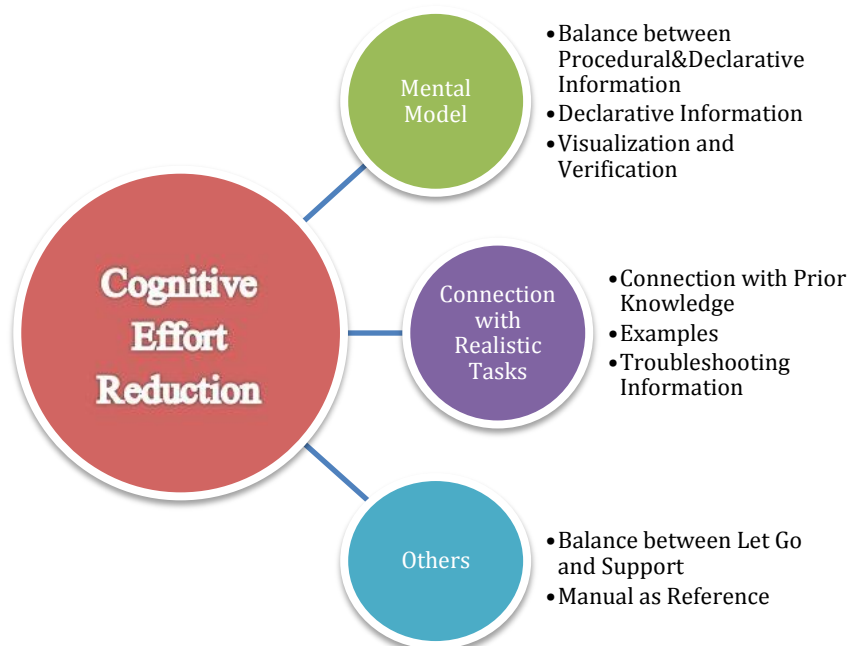 Cognitive
Effort
Reduction
Mental
Model
•Balance between
Procedural&Declarative
Information
•Declarative Information
•Visualization and
Verification
Connection
with
Realistic
Tasks
•Connection with Prior
Knowledge
•Examples
•Troubleshooting
Information
Others
•Balance between Let Go
and Support
•Manual as Reference